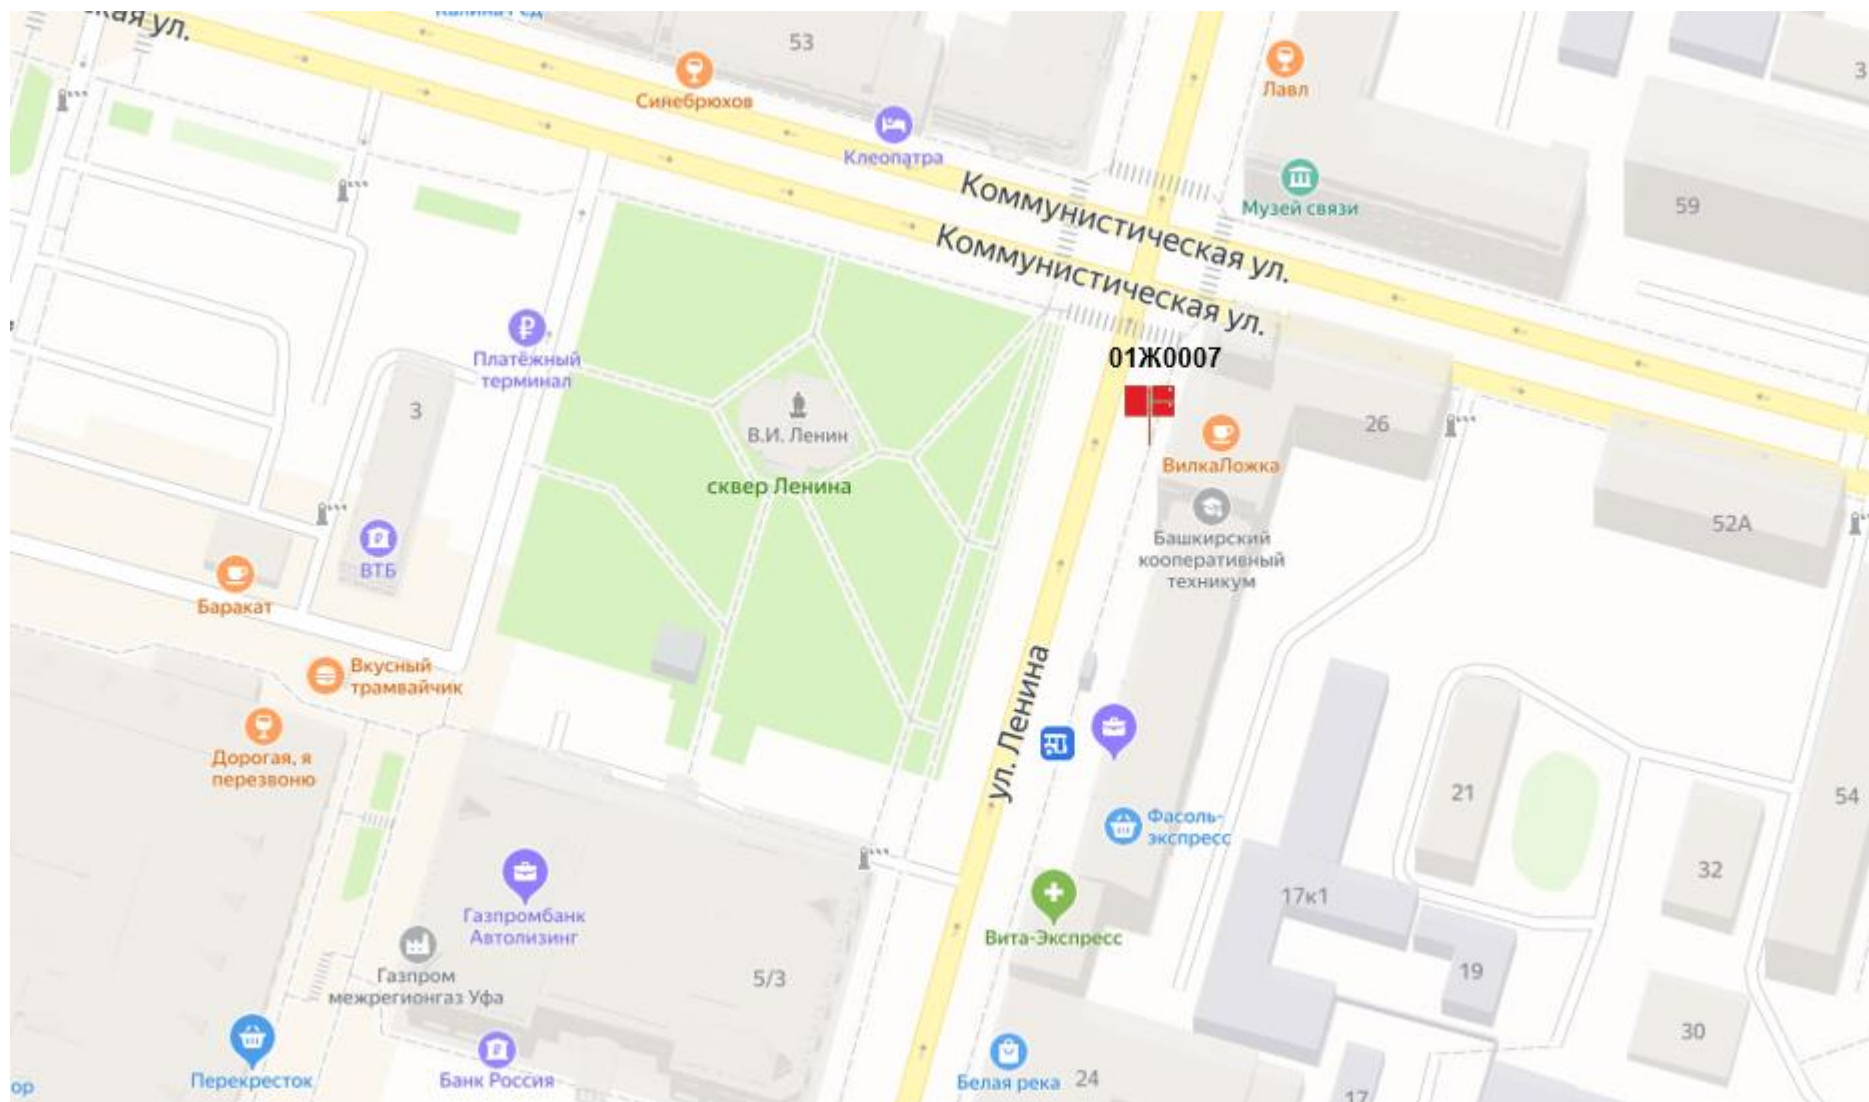 кая ул.
53
Синебрюхов
Клеопатра
Лавл
Музей связи
59
3
Коммунистическая ул.
Коммунистическая ул.
01Ж0007
Платёжный
терминал
3
В.И. Ленин
сквер Ленина
ВилкаЛожка
26
Башкирский
кооперативный
техникум
52А
ВТБ
Баракат
Вкусный
трамвайчик
Дорогая, я
перезвоню
ул. Ленина
Фасоль-
экспресс
21
54
32
17к1
Газпромбанк
Автолизинг
Вита-Экспресс
Газпром
межрегионгаз Уфа
5/3
19
30
Перекресток
Банк Россия
Белая река
24
17
ор